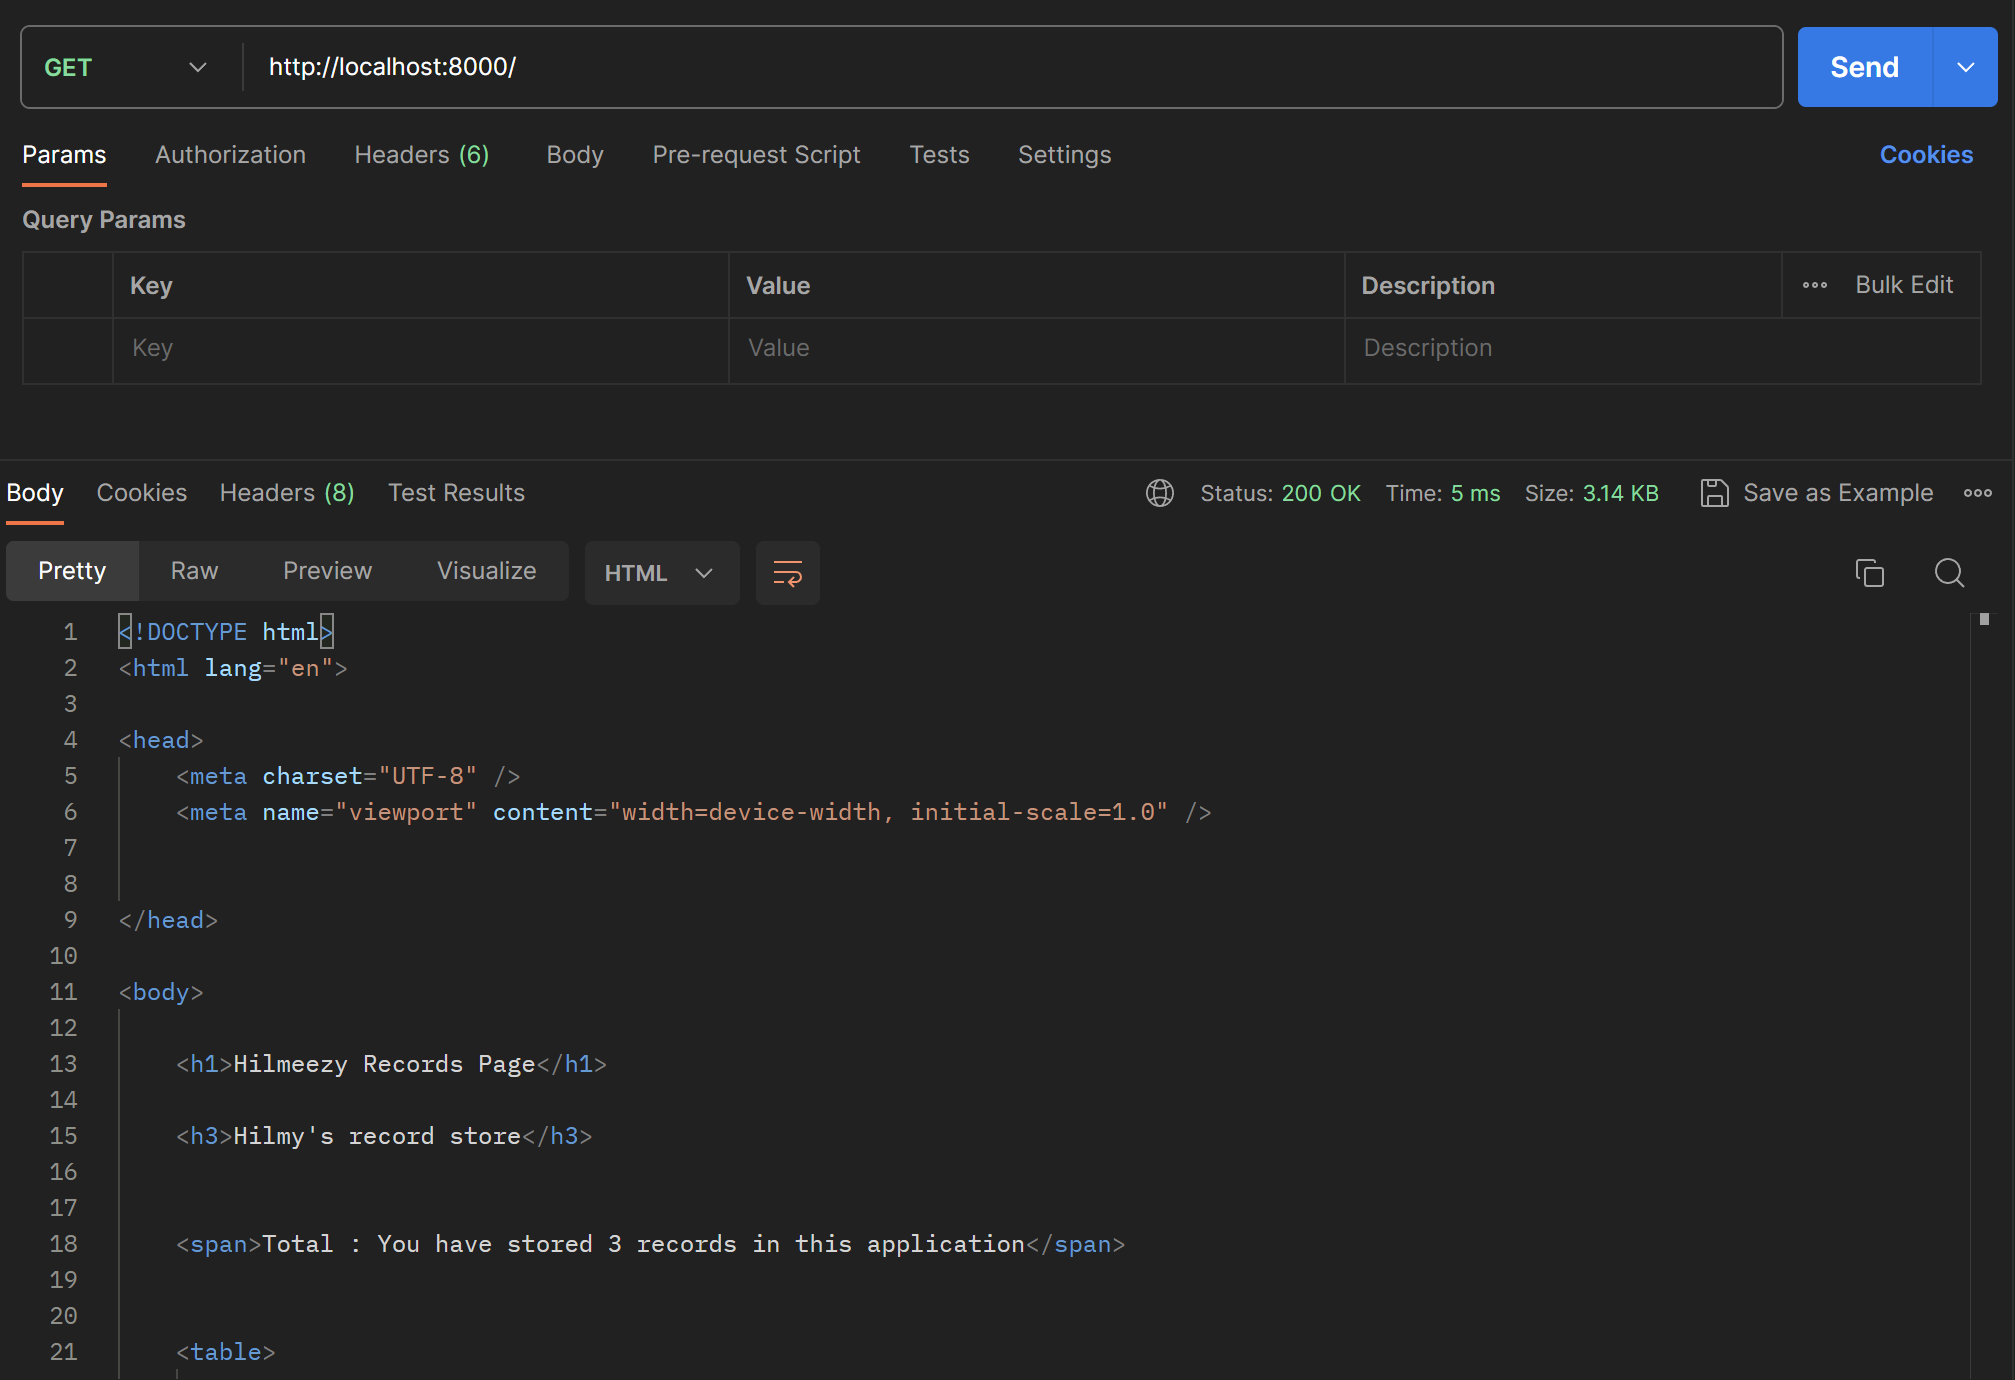 GET http://localhost:8000/ Send
Params Authorization Headers (6) Body Pre-request Script Tests Settings Cookies
Query Params
Key Value Description Bulk Edit
Key Value Description
Body Cookies Headers (8) Test Results Status: 200 OK Time: 5 ms Size: 3.14 KB Save as Example
Pretty Raw Preview Visualize HTML
1 <!DOCTYPE html>
2 <html lang="en">
3
4 <head>
5 <meta charset="UTF-8" />
6 <meta name="viewport" content="width=device-width, initial-scale=1.0" />
7
8
9 </head>
10
11 <body>
12
13 <h1>Hilmeezy Records Page</h1>
14
15 <h3>Hilmy's record store</h3>
16
17
18 <span>Total : You have stored 3 records in this application</span>
19
20
21 <table>